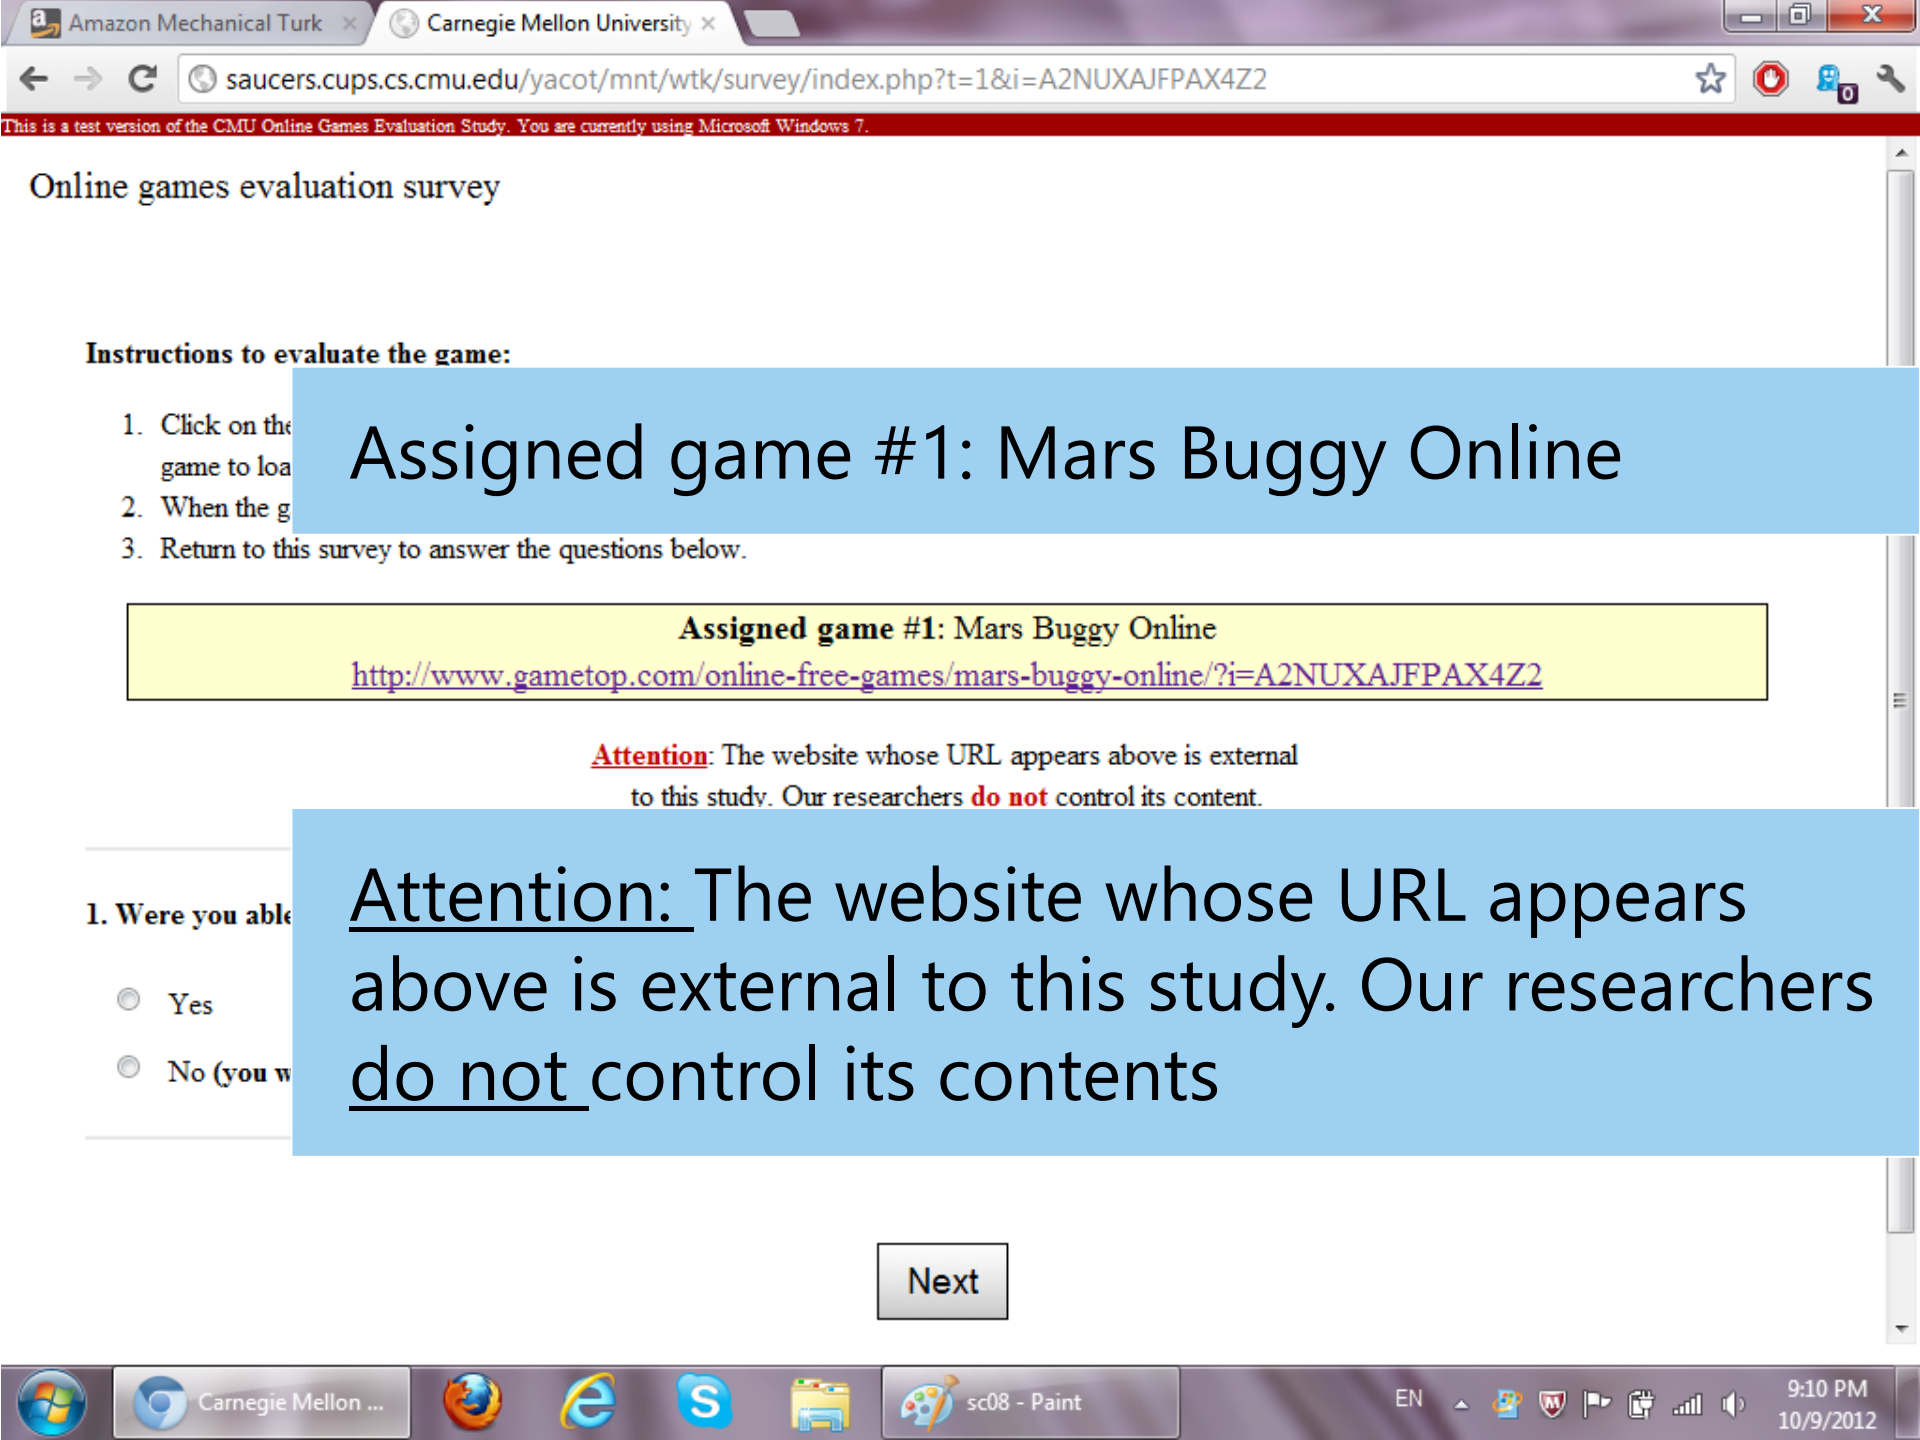 Amazon Mechanical Turk
Carnegie Mellon University
saucers.cups.cs.cmu.edu/yacot/mnt/wtk/survey/index.php?t=1&i=A2NUXAJFPAX4Z2
This is a test version of the CMU Online Games Evaluation Study. You are currently using Microsoft Windows 7.
Online games evaluation survey
Instructions to evaluate the game:
1. Click on the
game to loa
2. When the g
3. Return to this survey to answer the questions below.
Assigned game #1: Mars Buggy Online
Assigned game #1: Mars Buggy Online
http://www.gametop.com/online-free-games/mars-buggy-online/?i=A2NUXAJFPAX4Z2
Attention: The website whose URL appears above is external
to this study. Our researchers do not control its content.
1. Were you able
Yes
No (you w
Attention: The website whose URL appears
above is external to this study. Our researchers
do not control its contents
Next
Carnegie Mellon ...
sc08 - Paint
EN
9:10 PM
10/9/2012